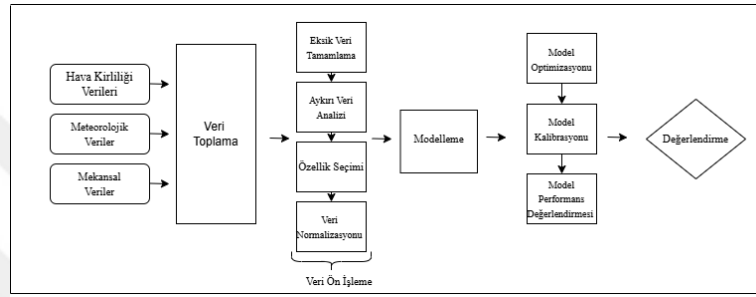 Hava Kirliliği
Verileri
Meteorolojik
Veriler
Mekansal
Veriler
Veri
Toplama
Eksik Veri
Tamamlama
Aykırı Veri
Analizi
Özellik Seçimi
Veri
Normalizasyonu
Veri Ön İşleme
Modelleme
Model
Optimizasyonu
Model
Kalibrasyonu
Model
Performans
Değerlendirmesi
Değerlendirme